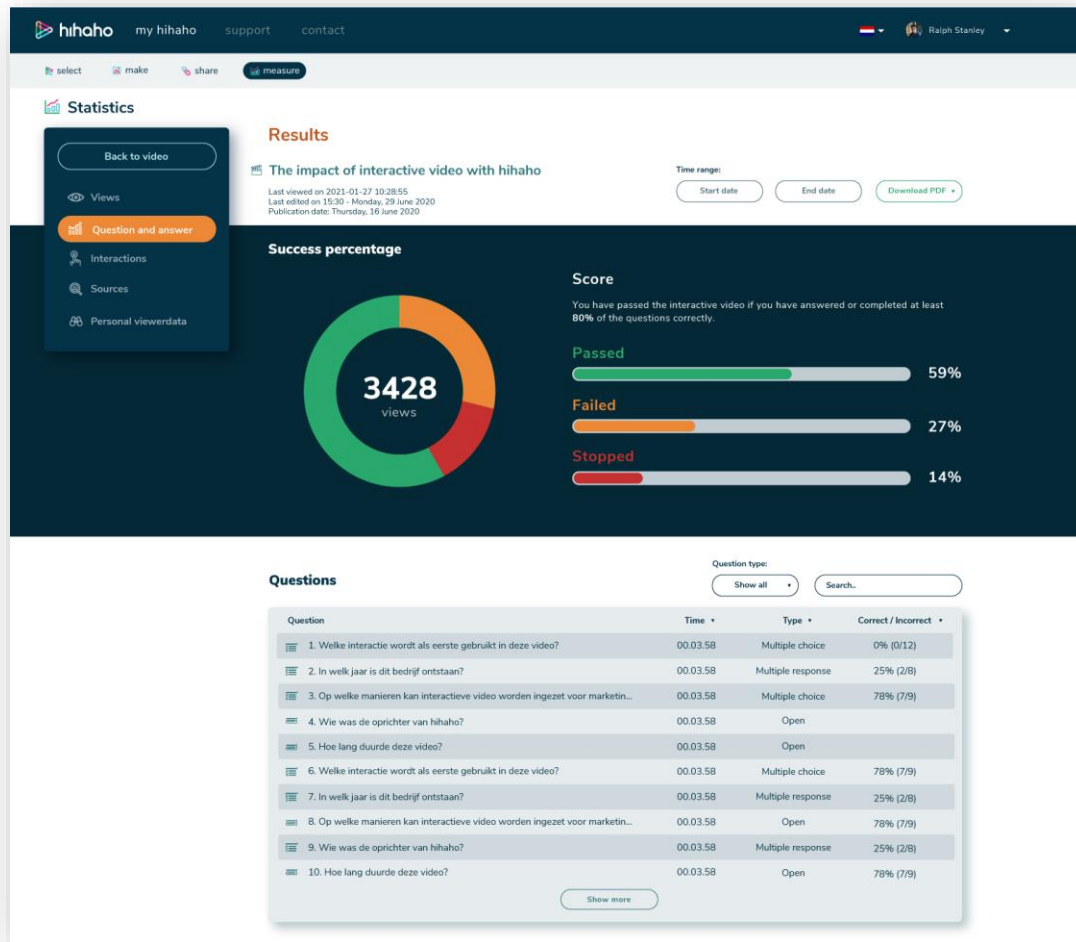 hihaho my hihaho support contact Ralph Stanley
select make share measure
Statistics
Back to video
Views
Question and answer
Interactions
Sources
Personal viewerdata
Results
The impact of interactive video with hihaho
Last viewed on 2021-01-27 10:28:55
Last edited on 15:30 - Monday, 29 June 2020
Publication date: Thursday, 16 June 2020
Time range:
Start date End date Download PDF
Success percentage
3428
views
Score
You have passed the interactive video if you have answered or completed at least
80% of the questions correctly.
Passed
59%
Failed
27%
Stopped
14%
Questions
Question type:
Show all Search..
Question Time Type Correct / Incorrect
1. Welke interactie wordt als eerste gebruikt in deze video? 00.03.58 Multiple choice 0% (0/12)
2. In welk jaar is dit bedrijf ontstaan? 00.03.58 Multiple response 25% (2/8)
3. Op welke manieren kan interactieve video worden ingezet voor marketin... 00.03.58 Multiple choice 78% (7/9)
4. Wie was de oprichter van hihaho? 00.03.58 Open
5. Hoe lang duurde deze video? 00.03.58 Open
6. Welke interactie wordt als eerste gebruikt in deze video? 00.03.58 Multiple choice 78% (7/9)
7. In welk jaar is dit bedrijf ontstaan? 00.03.58 Multiple response 25% (2/8)
8. Op welke manieren kan interactieve video worden ingezet voor marketin... 00.03.58 Open 78% (7/9)
9. Wie was de oprichter van hihaho? 00.03.58 Multiple response 25% (2/8)
10. Hoe lang duurde deze video? 00.03.58 Open 78% (7/9)
Show more